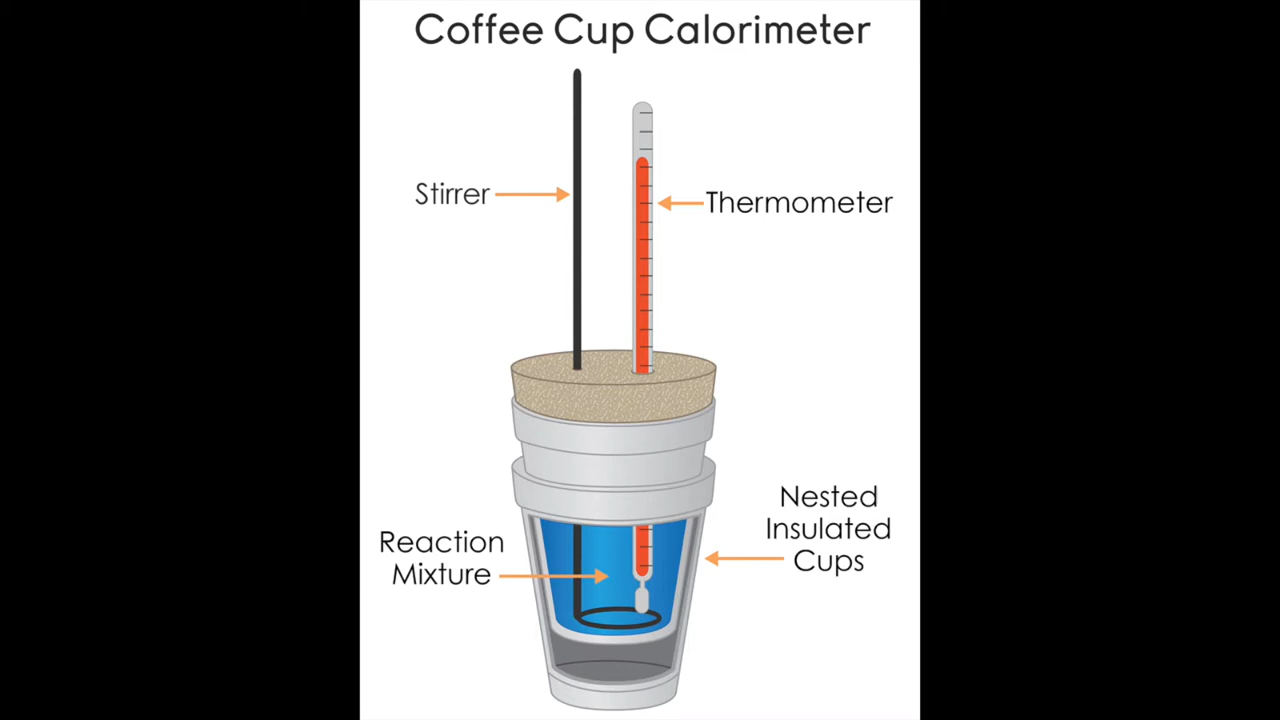 Coffee Cup Calorimeter
Stirrer
Thermometer
Nested
Insulated
Cups
Reaction
Mixture